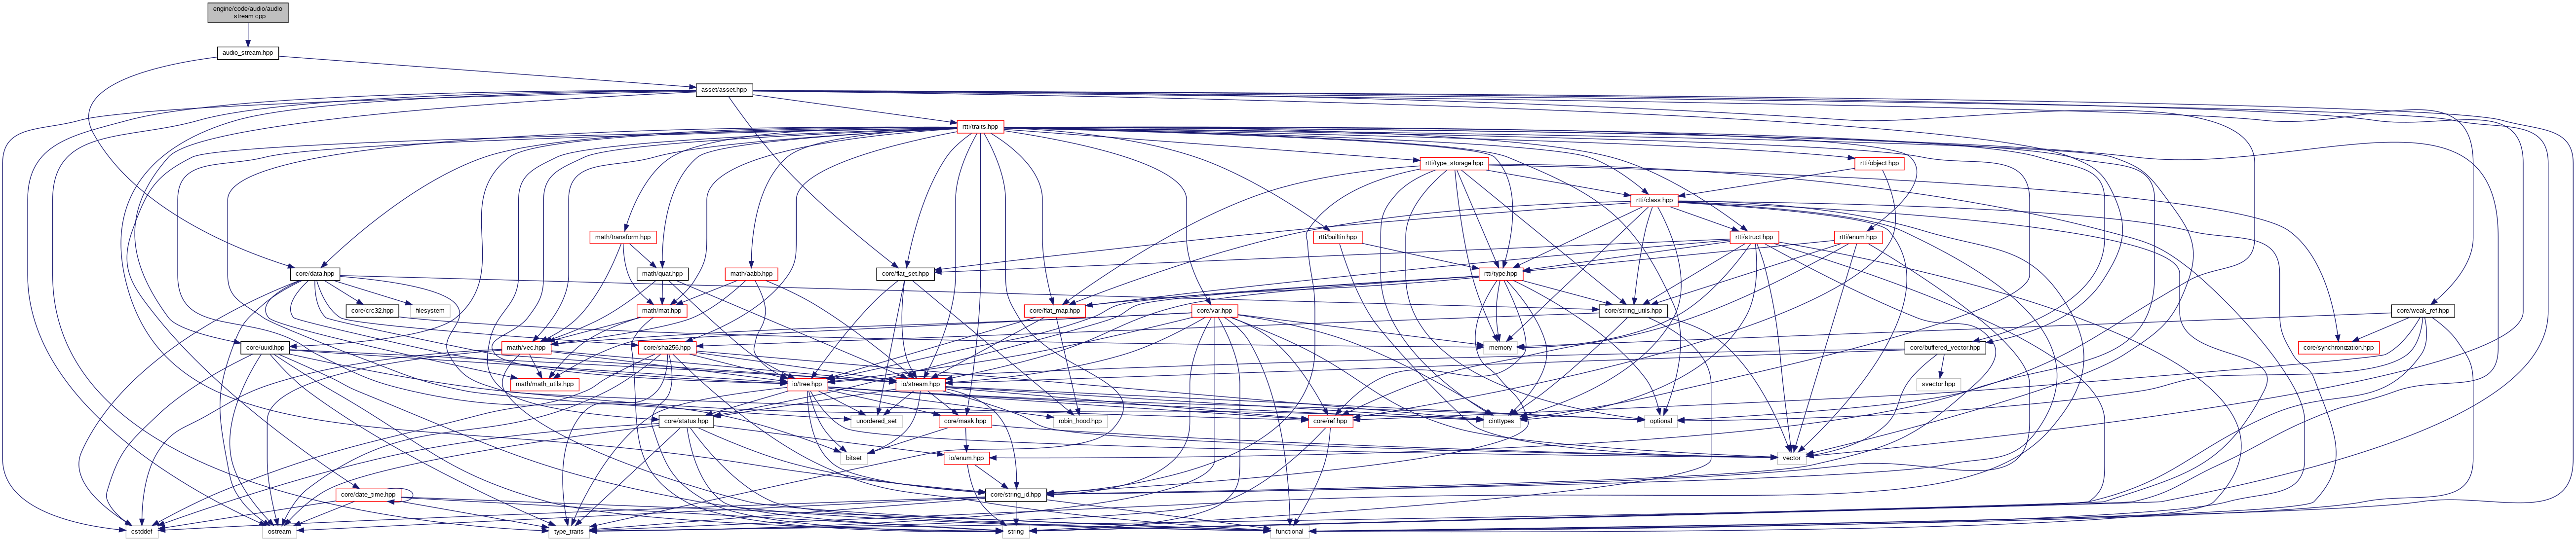 engine/code/audio/audio
_stream.cpp
audio_stream.hpp
asset/asset.hpp
rtti/traits.hpp
rtti/type_storage.hpp
rtti/object.hpp
rtti/class.hpp
math/transform.hpp
rtti/builtin.hpp
rtti/struct.hpp
rtti/enum.hpp
core/data.hpp
math/quat.hpp
math/aabb.hpp
core/flat_set.hpp
rtti/type.hpp
core/crc32.hpp
filesystem
math/mat.hpp
core/flat_map.hpp
core/var.hpp
core/string_utils.hpp
core/weak_ref.hpp
core/uuid.hpp
math/vec.hpp
core/sha256.hpp
memory
core/buffered_vector.hpp
core/synchronization.hpp
math/math_utils.hpp
io/tree.hpp
io/stream.hpp
svector.hpp
core/status.hpp
unordered_set
core/mask.hpp
robin_hood.hpp
core/ref.hpp
cinttypes
optional
bitset
io/enum.hpp
vector
core/date_time.hpp
core/string_id.hpp
cstddef
ostream
type_traits
string
functional